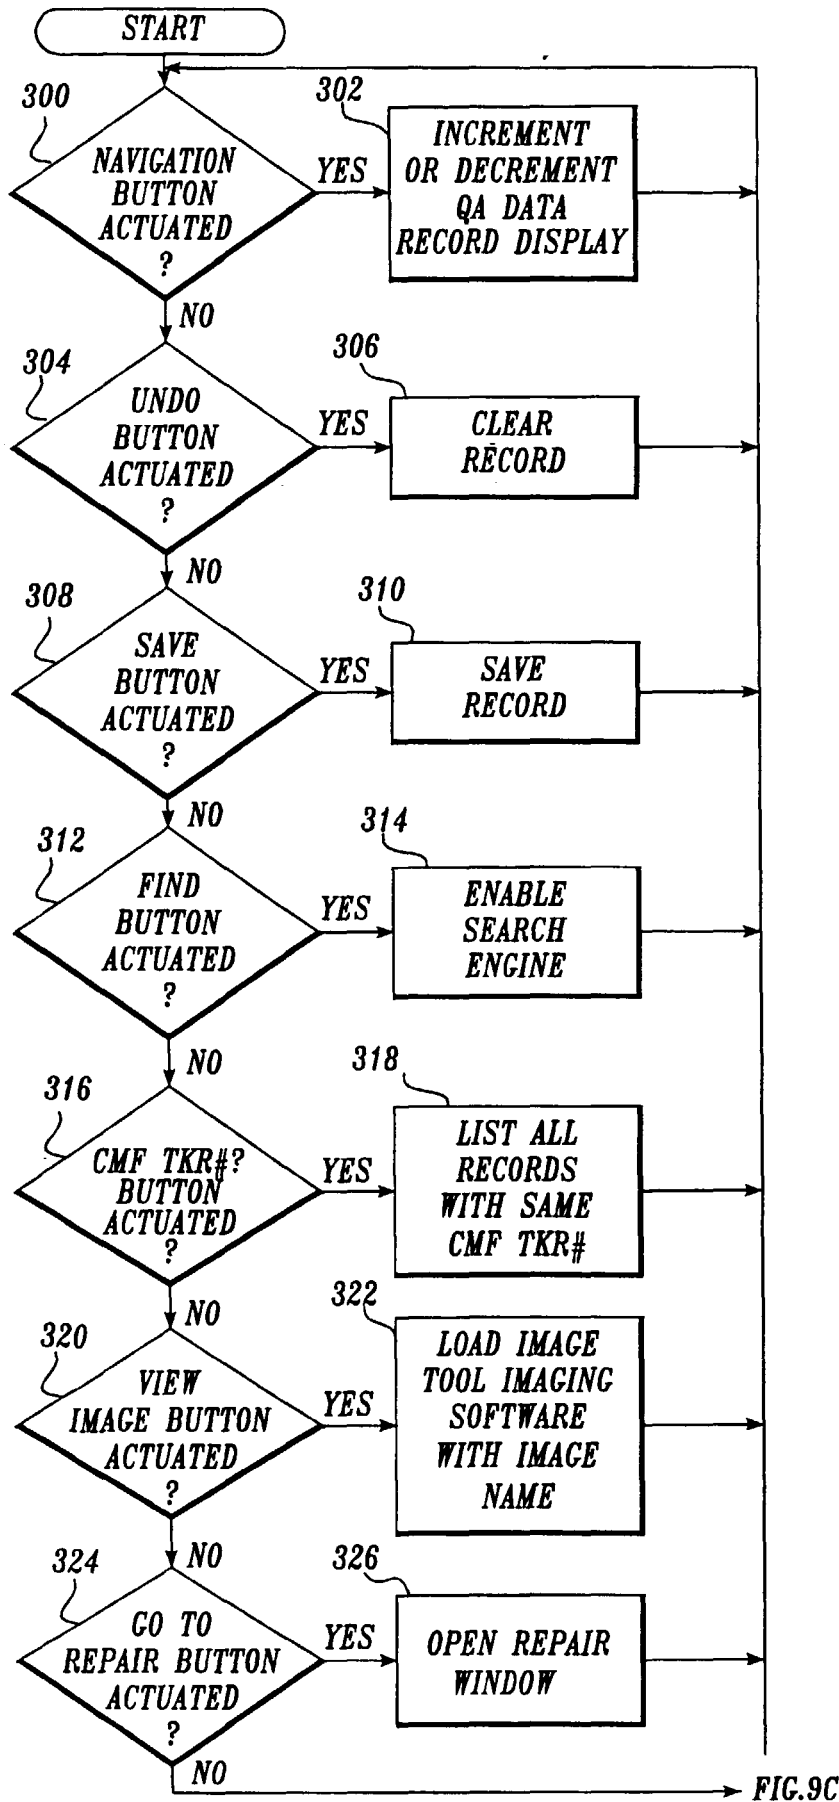 START
300
NAVIGATION
BUTTON
ACTUATED
?
YES
302
INCREMENT
OR DECREMENT
QA DATA
RECORD DISPLAY
NO
304
UNDO
BUTTON
ACTUATED
?
YES
306
CLEAR
RECORD
NO
308
SAVE
BUTTON
ACTUATED
?
YES
310
SAVE
RECORD
NO
312
FIND
BUTTON
ACTUATED
?
YES
314
ENABLE
SEARCH
ENGINE
NO
316
CMF TKR#?
BUTTON
ACTUATED
?
YES
318
LIST ALL
RECORDS
WITH SAME
CMF TKR#
NO
320
VIEW
IMAGE BUTTON
ACTUATED
?
YES
322
LOAD IMAGE
TOOL IMAGING
SOFTWARE
WITH IMAGE
NAME
NO
324
GO TO
REPAIR BUTTON
ACTUATED
?
YES
326
OPEN REPAIR
WINDOW
NO
FIG.9C